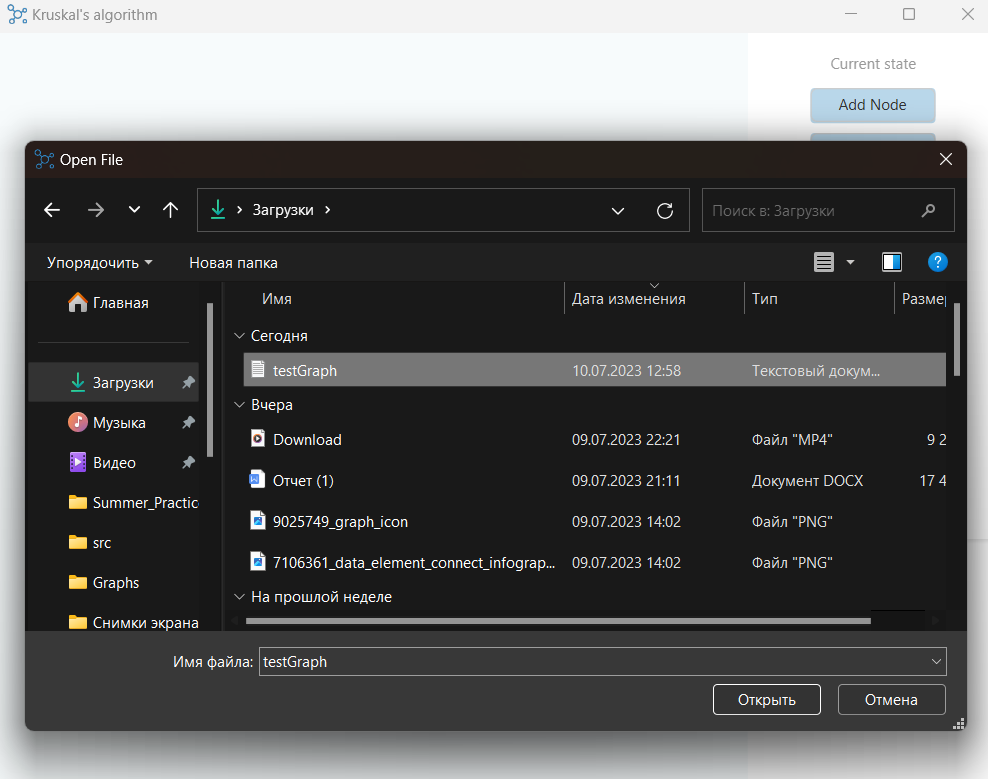 Kruskal's algorithm
Current state
Add Node
Open File
Загрузки
Поиск в: Загрузки
Упорядочить
Новая папка
Главная
Загрузки
Музыка
Видео
Summer_Practic
src
Graphs
Снимки экрана
Имя Дата изменения Тип Разме
Сегодня
testGraph 10.07.2023 12:58 Текстовый докум...
Вчера
Download 09.07.2023 22:21 Файл "MP4" 9 2
Отчет (1) 09.07.2023 21:11 Документ DOCX 17 4
9025749_graph_icon 09.07.2023 14:02 Файл "PNG"
7106361_data_element_connect_infograp... 09.07.2023 14:02 Файл "PNG"
На прошлой неделе
Имя файла: testGraph
Открыть Отмена